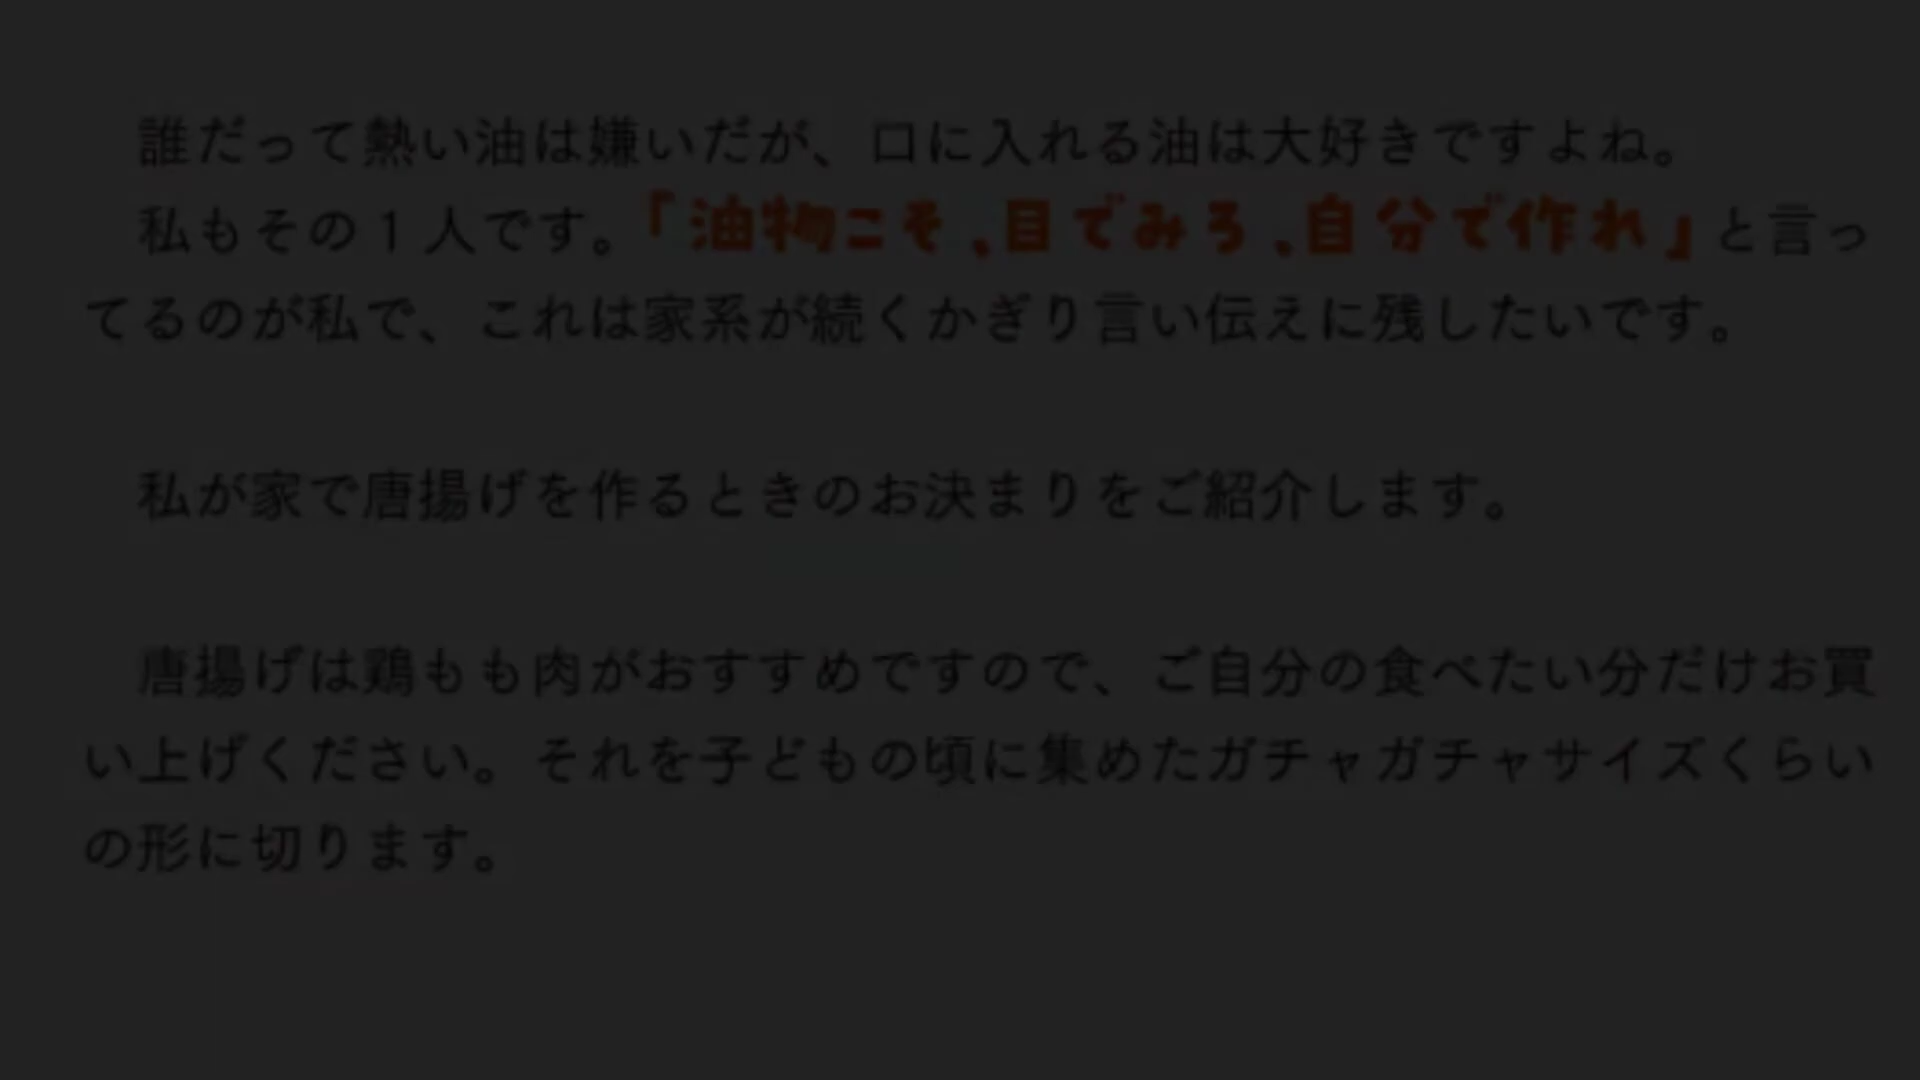 誰だって熱い油は嫌いだが、口に入れる油は大好きですよね。
私もその1人です。「油物こそ、目でみろ、自分で作れ」と言っ
てるのが私で、これは家系が続くかぎり言い伝えに残したいです。
私が家で唐揚げを作るときのお決まりをご紹介します。
唐揚げは鶏もも肉がおすすめですので、ご自分の食べたい分だけお買
い上げください。それを子どもの頃に集めたガチャガチャサイズくらい
の形に切ります。